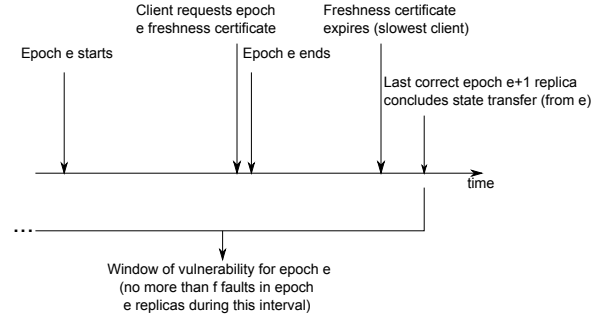 Client requests epoch
e freshness certificate
Freshness certificate
expires (slowest client)
Epoch e starts
Epoch e ends
Last correct epoch e+1 replica
concludes state transfer (from e)
time
...
Window of vulnerability for epoch e
(no more than f faults in epoch
e replicas during this interval)